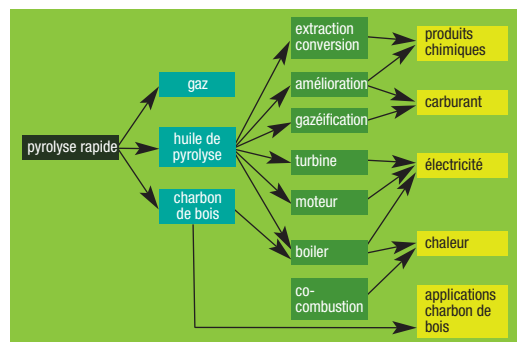 pyrolyse rapide
gaz
huile de
pyrolyse
charbon
de bois
extraction
conversion
amélioration
gazéification
turbine
moteur
boiler
co-
combustion
produits
chimiques
carburant
électricité
chaleur
applications
charbon de
bois